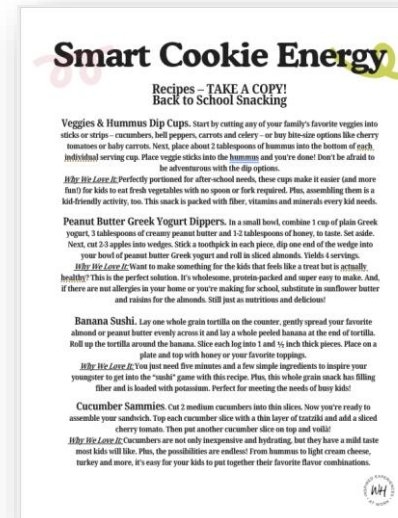 Smart Cookie Energy
Recipes – TAKE A COPY!
Back to School Snacking
Veggies & Hummus Dip Cups. Start by cutting any of your family's favorite veggies into
sticks or strips – cucumbers, bell peppers, carrots and celery – or buy bite-size options like cherry
tomatoes or baby carrots. Next, place about 2 tablespoons of hummus into the bottom of each
individual serving cup. Place veggie sticks into the hummus and you're done! Don't be afraid to
be adventurous with the dip options.
Why We Love It: Perfectly portioned for after-school needs, these cups make it easier (and more
fun!) for kids to eat fresh vegetables with no spoon or fork required. Plus, assembling them is a
kid-friendly activity, too. This snack is packed with fiber, vitamins and minerals every kid needs.
Peanut Butter Greek Yogurt Dippers. In a small bowl, combine 1 cup of plain Greek
yogurt, 3 tablespoons of creamy peanut butter and 1-2 tablespoons of honey, to taste. Set aside.
Next, cut 2-3 apples into wedges. Stick a toothpick in each piece, dip one end of the wedge into
your bowl of peanut butter Greek yogurt and roll in sliced almonds. Yields 4 servings.
Why We Love It: Want to make something for the kids that feels like a treat but is actually
healthy? This is the perfect solution. It's wholesome, protein-packed and super easy to make. And,
if there are nut allergies in your home or you're making for school, substitute in sunflower butter
and raisins for the almonds. Still just as nutritious and delicious!
Banana Sushi. Lay one whole grain tortilla on the counter, gently spread your favorite
almond or peanut butter evenly across it and lay a whole peeled banana at the end of tortilla.
Roll up the tortilla around the banana. Slice each log into 1 and ½ inch thick pieces. Place on a
plate and top with honey or your favorite toppings.
Why We Love It: You just need five minutes and a few simple ingredients to inspire your
youngster to get into the "sushi" game with this recipe. Plus, this whole grain snack has filling
fiber and is loaded with potassium. Perfect for meeting the needs of busy kids!
Cucumber Sammies. Cut 2 medium cucumbers into thin slices. Now you're ready to
assemble your sandwich. Top each cucumber slice with a thin layer of tzatziki and add a sliced
cherry tomato. Then put another cucumber slice on top and voilà!
Why We Love It: Cucumbers are not only inexpensive and hydrating, but they have a mild taste
most kids will like. Plus, the possibilities are endless! From hummus to light cream cheese,
turkey and more, it's easy for your kids to put together their favorite flavor combinations.
WH